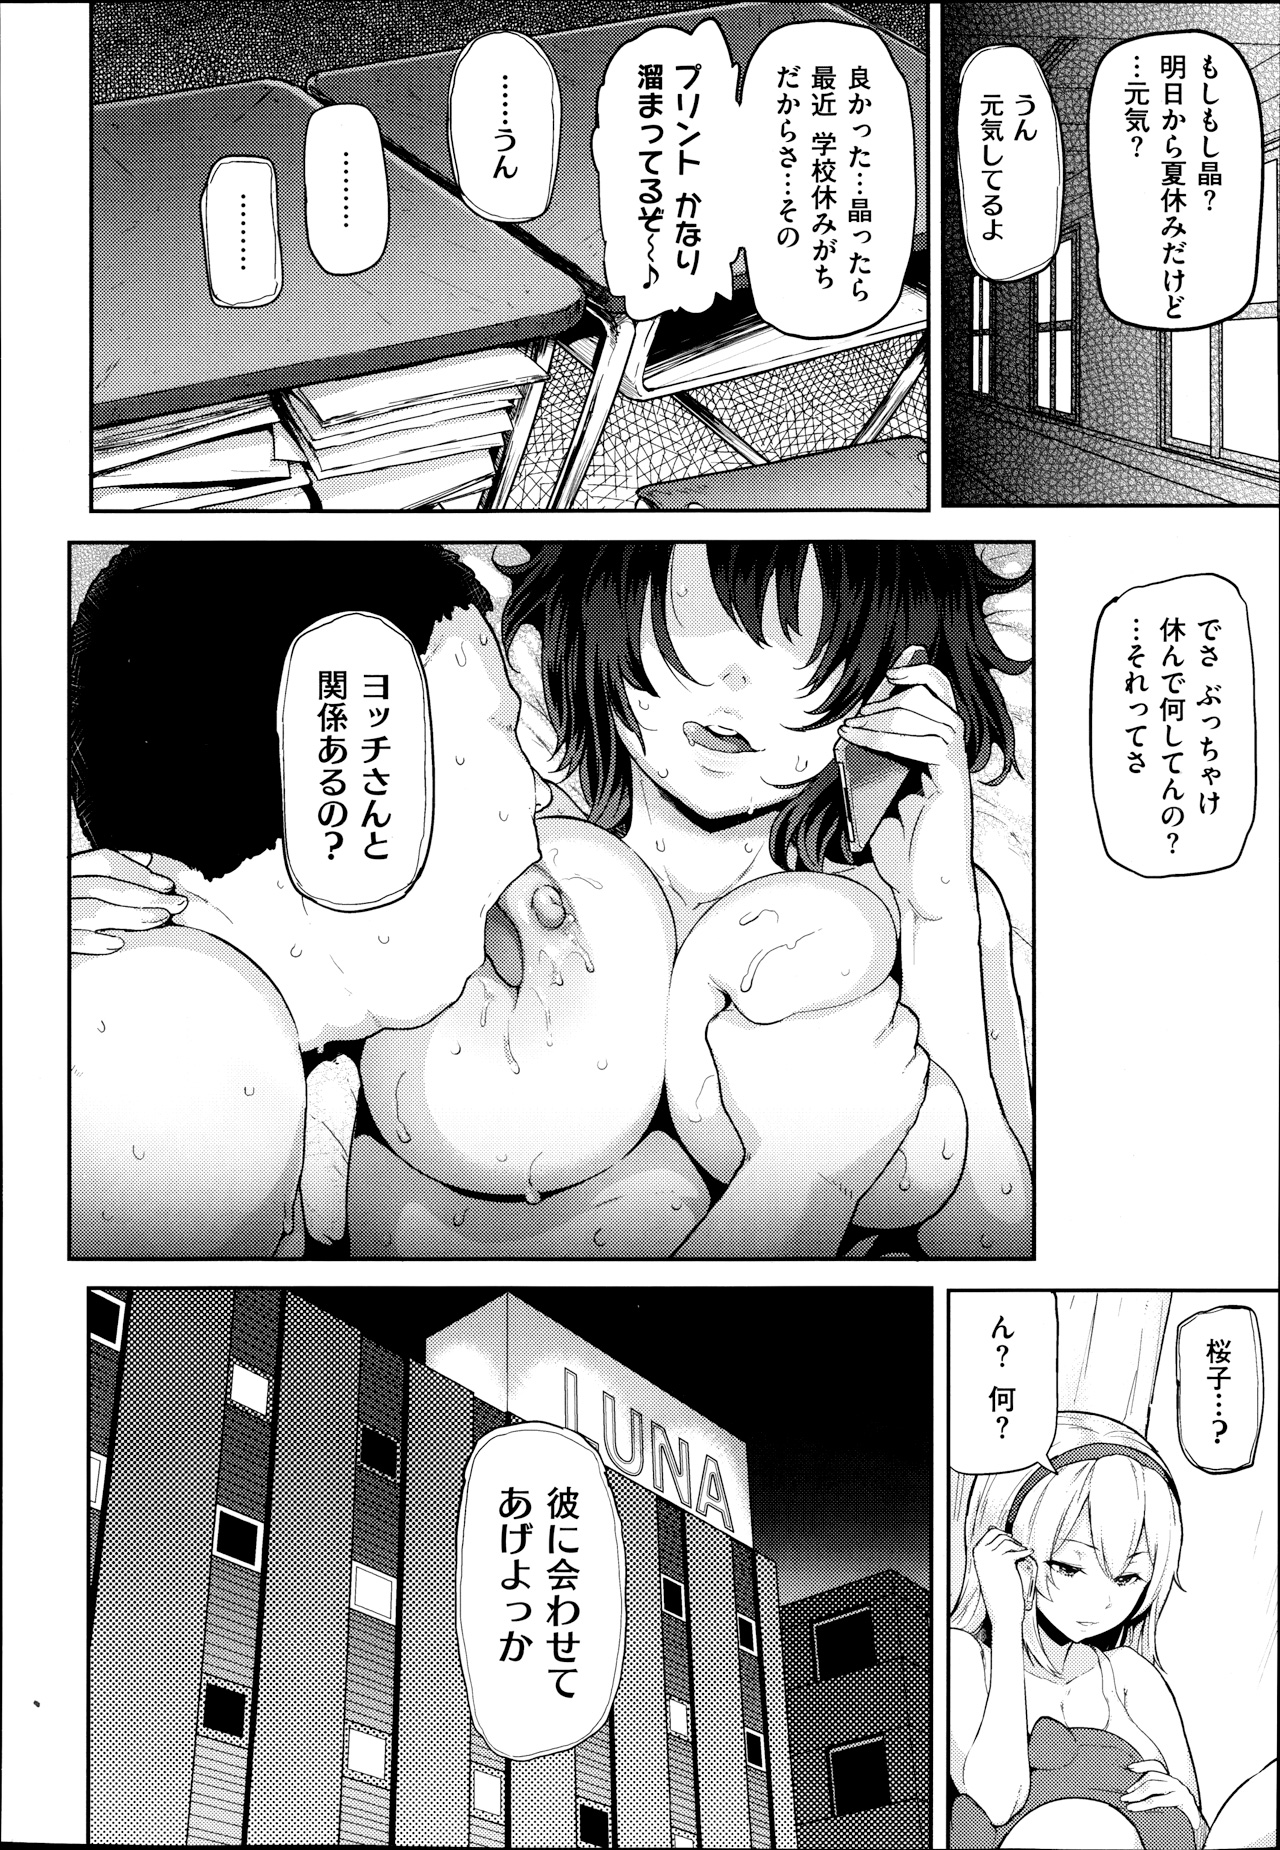 もしもし晶？
明日から夏休みだけど
…元気？
うん
元気してるよ
良かった…晶ったら
最近 学校休みがち
だからさ…その
プリント かなり
溜まってるぞ～♪
……うん
………
………
でさ ぶっちゃけ
休んで何してんの？
…それってさ
ヨッチさんと
関係あるの？
桜子…？
ん？ 何？
LUNA
彼に会わせて
あげよっか